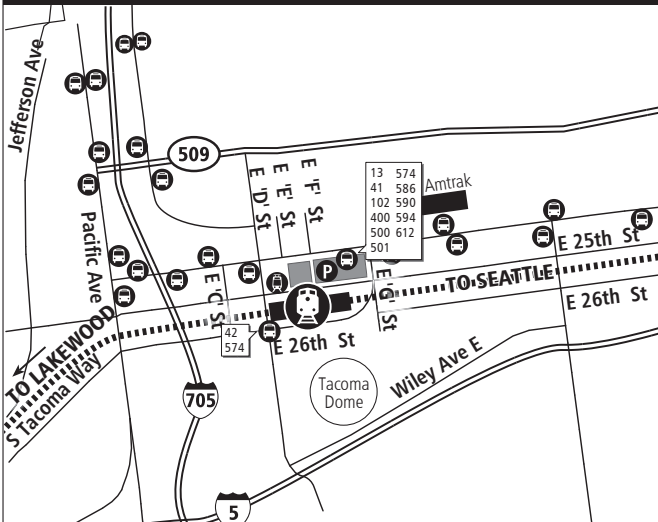 Jefferson Ave
509
E 'D' St
E 'E' St
E 'F' St
13 574
41 586
102 590
400 594
500 612
501
Amtrak
Pacific Ave
P
E 25th St
E 'C' St
E 'G' St
TO SEATTLE
E 26th St
TO LAKEWOOD
S Tacoma Way
42
574
E 26th St
Tacoma
Dome
Wiley Ave E
705
5